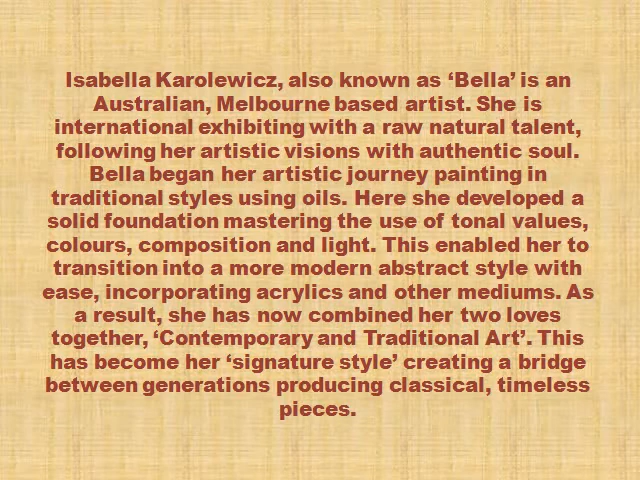 Isabella Karolewicz, also known as ‘Bella’ is an
Australian, Melbourne based artist. She is
international exhibiting with a raw natural talent,
following her artistic visions with authentic soul.
Bella began her artistic journey painting in
traditional styles using oils. Here she developed a
solid foundation mastering the use of tonal values,
colours, composition and light. This enabled her to
transition into a more modern abstract style with
ease, incorporating acrylics and other mediums. As
a result, she has now combined her two loves
together, ‘Contemporary and Traditional Art’. This
has become her ‘signature style’ creating a bridge
between generations producing classical, timeless
pieces.